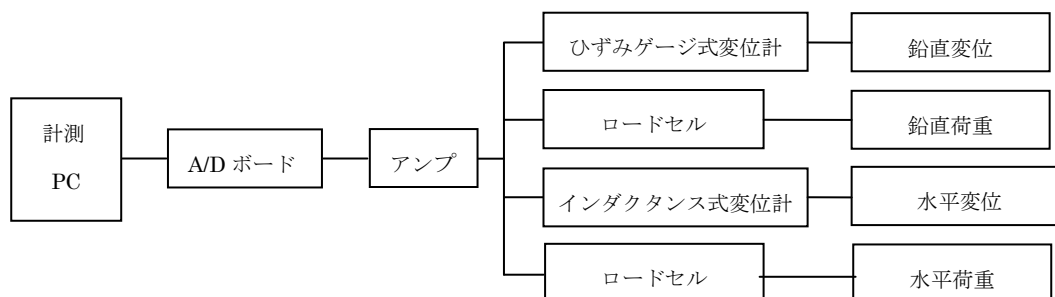 計測
PC
A/D ボード
アンプ
ひずみゲージ式変位計
鉛直変位
ロードセル
鉛直荷重
インダクタンス式変位計
水平変位
ロードセル
水平荷重